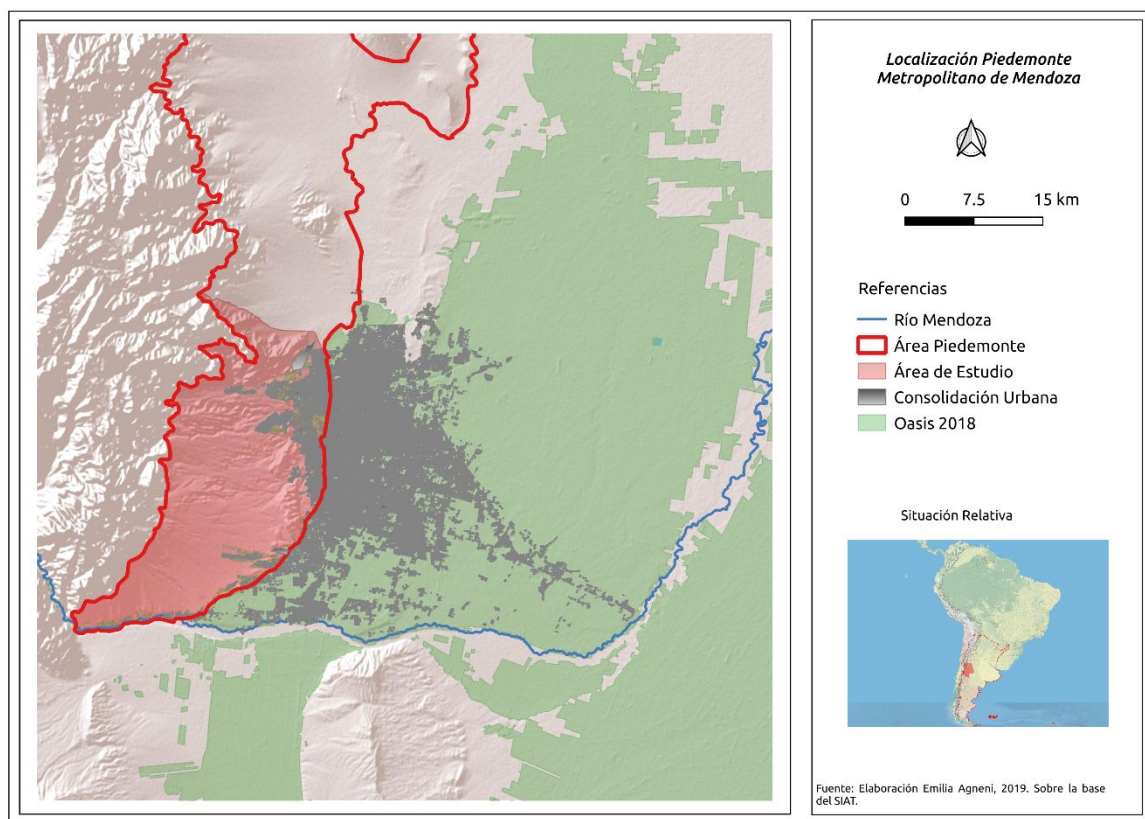 Localización Piedemonte
Metropolitano de Mendoza
0 7.5 15 km
Referencias
Río Mendoza
Área Piedemonte
Área de Estudio
Consolidación Urbana
Oasis 2018
Situación Relativa
Fuente: Elaboración Emilia Agneni, 2019. Sobre la base
del SIAT.